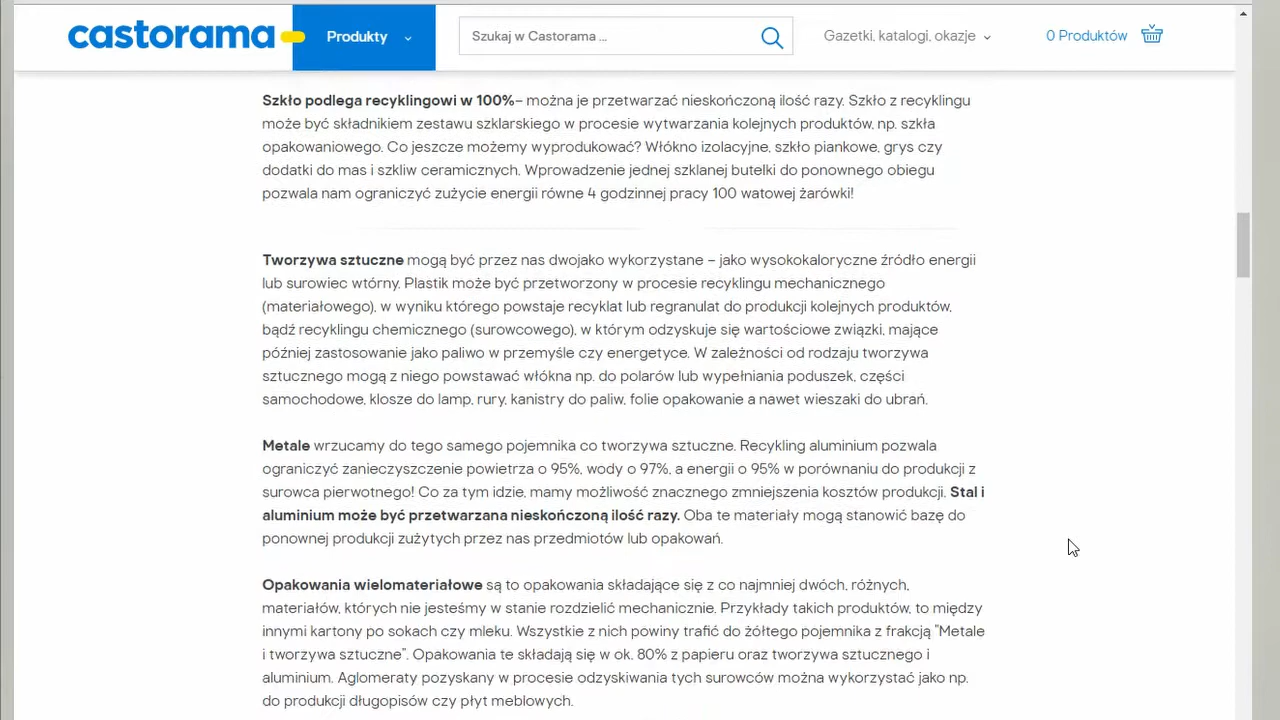 castorama
Produkty
Szukaj w Castorama ...
Gazetki, katalogi, okazje
0 Produktów
Szkło podlega recyklingowi w 100%– można je przetwarzać nieskończoną ilość razy. Szkło z recyklingu
może być składnikiem zestawu szklarskiego w procesie wytwarzania kolejnych produktów, np. szkła
opakowaniowego. Co jeszcze możemy wyprodukować? Włókno izolacyjne, szkło piankowe, grys czy
dodatki do mas i szkliw ceramicznych. Wprowadzenie jednej szklanej butelki do ponownego obiegu
pozwala nam ograniczyć zużycie energii równe 4 godzinnej pracy 100 watowej żarówki!
Tworzywa sztuczne mogą być przez nas dwojako wykorzystane – jako wysokokaloryczne źródło energii
lub surowiec wtórny. Plastik może być przetworzony w procesie recyklingu mechanicznego
(materiałowego), w wyniku którego powstaje recyklat lub regranulat do produkcji kolejnych produktów,
bądź recyklingu chemicznego (surowcowego), w którym odzyskuje się wartościowe związki, mające
później zastosowanie jako paliwo w przemyśle czy energetyce. W zależności od rodzaju tworzywa
sztucznego mogą z niego powstawać włókna np. do polarów lub wypełniania poduszek, części
samochodowe, klosze do lamp, rury, kanistry do paliw, folie opakowanie a nawet wieszaki do ubrań.
Metale wrzucamy do tego samego pojemnika co tworzywa sztuczne. Recykling aluminium pozwala
ograniczyć zanieczyszczenie powietrza o 95%, wody o 97%, a energii o 95% w porównaniu do produkcji z
surowca pierwotnego! Co za tym idzie, mamy możliwość znacznego zmniejszenia kosztów produkcji. Stal i
aluminium może być przetwarzana nieskończoną ilość razy. Oba te materiały mogą stanowić bazę do
ponownej produkcji zużytych przez nas przedmiotów lub opakowań.
Opakowania wielomateriałowe są to opakowania składające się z co najmniej dwóch, różnych,
materiałów, których nie jesteśmy w stanie rozdzielić mechanicznie. Przykłady takich produktów, to między
innymi kartony po sokach czy mleku. Wszystkie z nich powiny trafić do żółtego pojemnika z frakcją "Metale
i tworzywa sztuczne". Opakowania te składają się w ok. 80% z papieru oraz tworzywa sztucznego i
aluminium. Aglomeraty pozyskany w procesie odzyskiwania tych surowców można wykorzystać jako np.
do produkcji długopisów czy płyt meblowych.